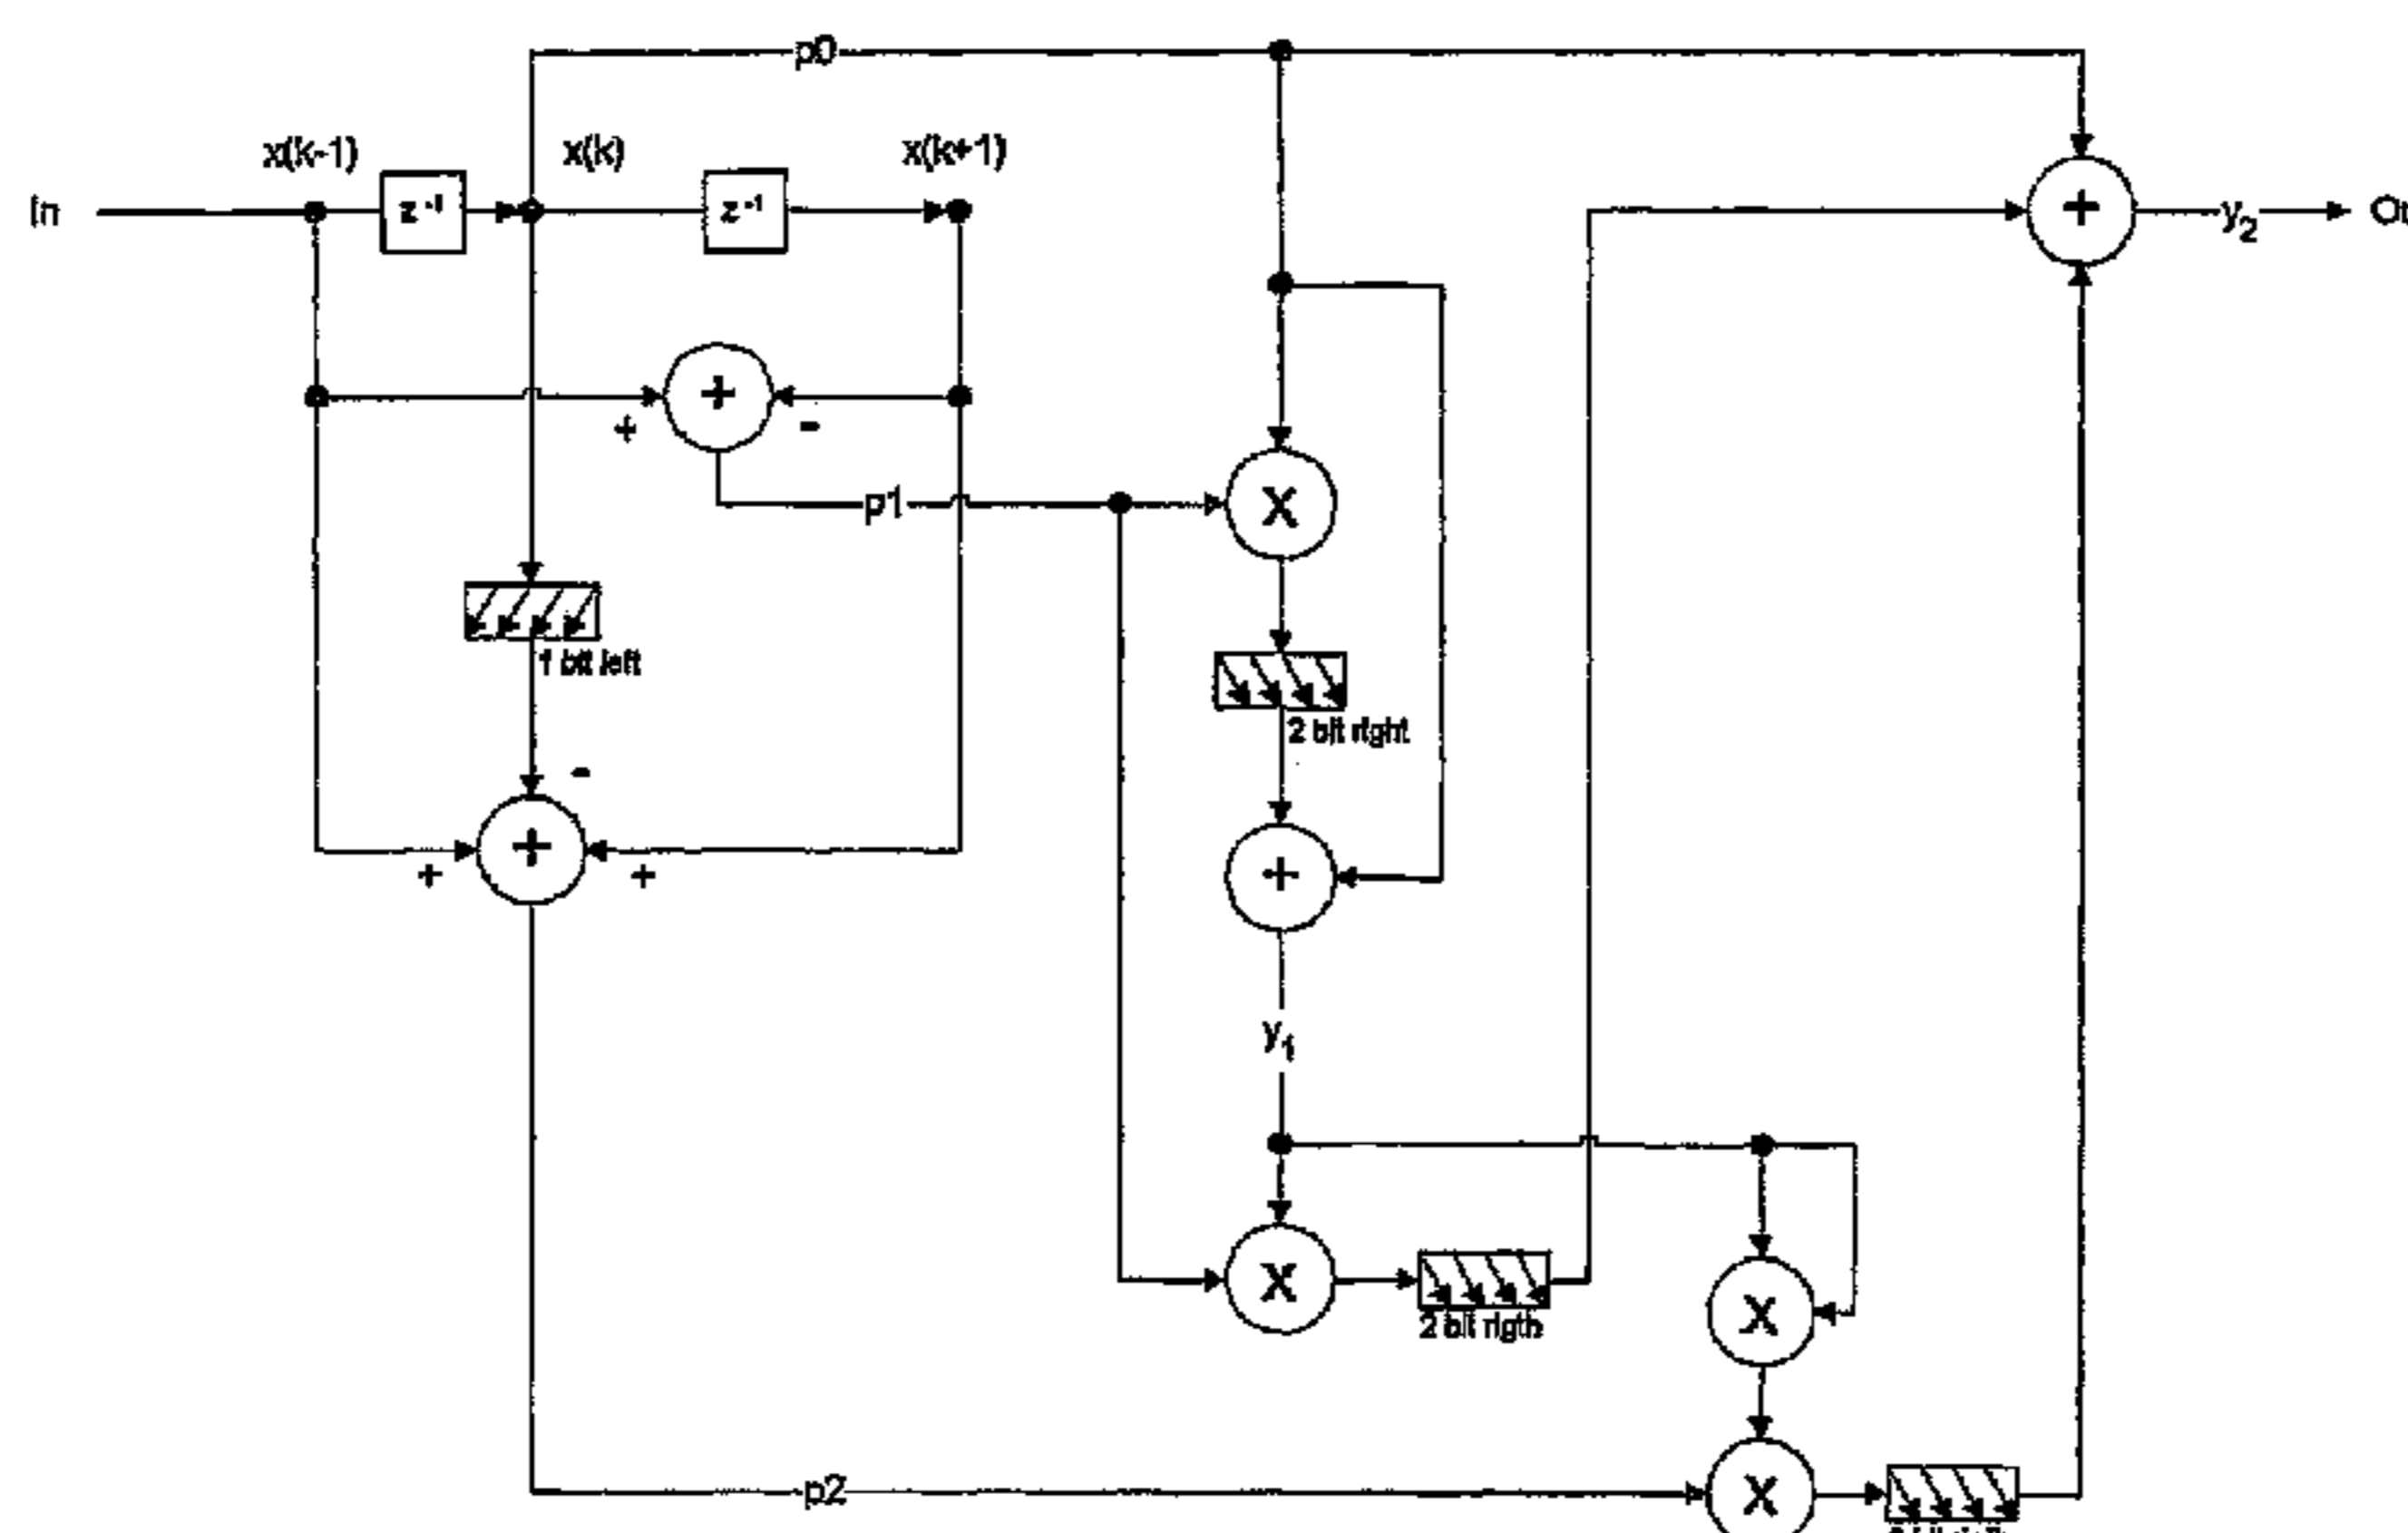 p0
x(k-1)
x(k)
x(k+1)
In
z⁻¹
z⁻¹
+
y₂
+
+
-
p1
X
1 bit left
2 bit right
-
+
+
+
+
y₁
X
2 bit rigth
X
p2
X